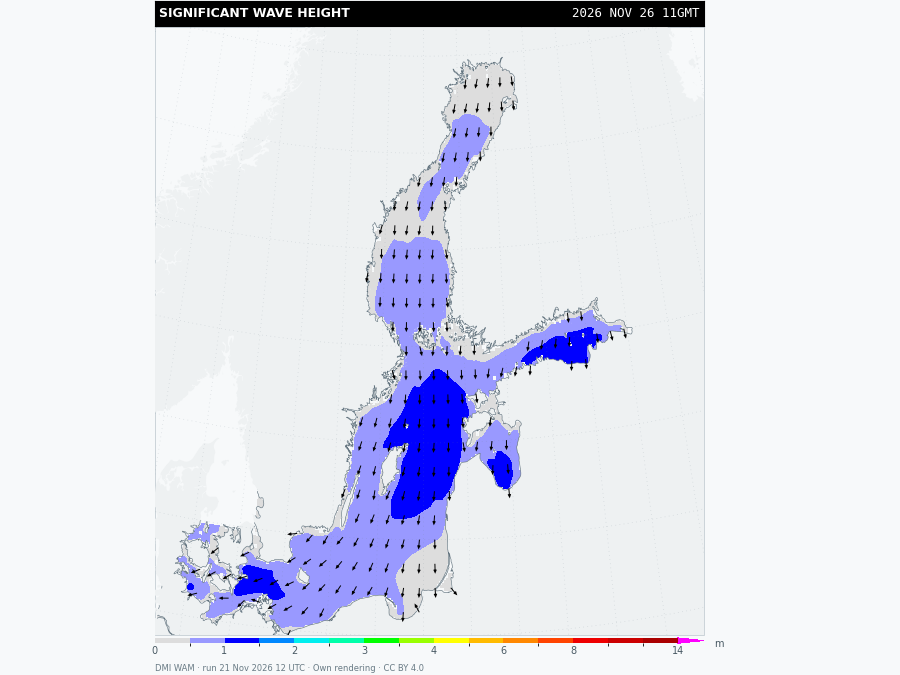 SIGNIFICANT WAVE HEIGHT 2026 NOV 26 11GMT
0 1 2 3 4 6 8 14 m
DMI WAM · run 21 Nov 2026 12 UTC · Own rendering · CC BY 4.0